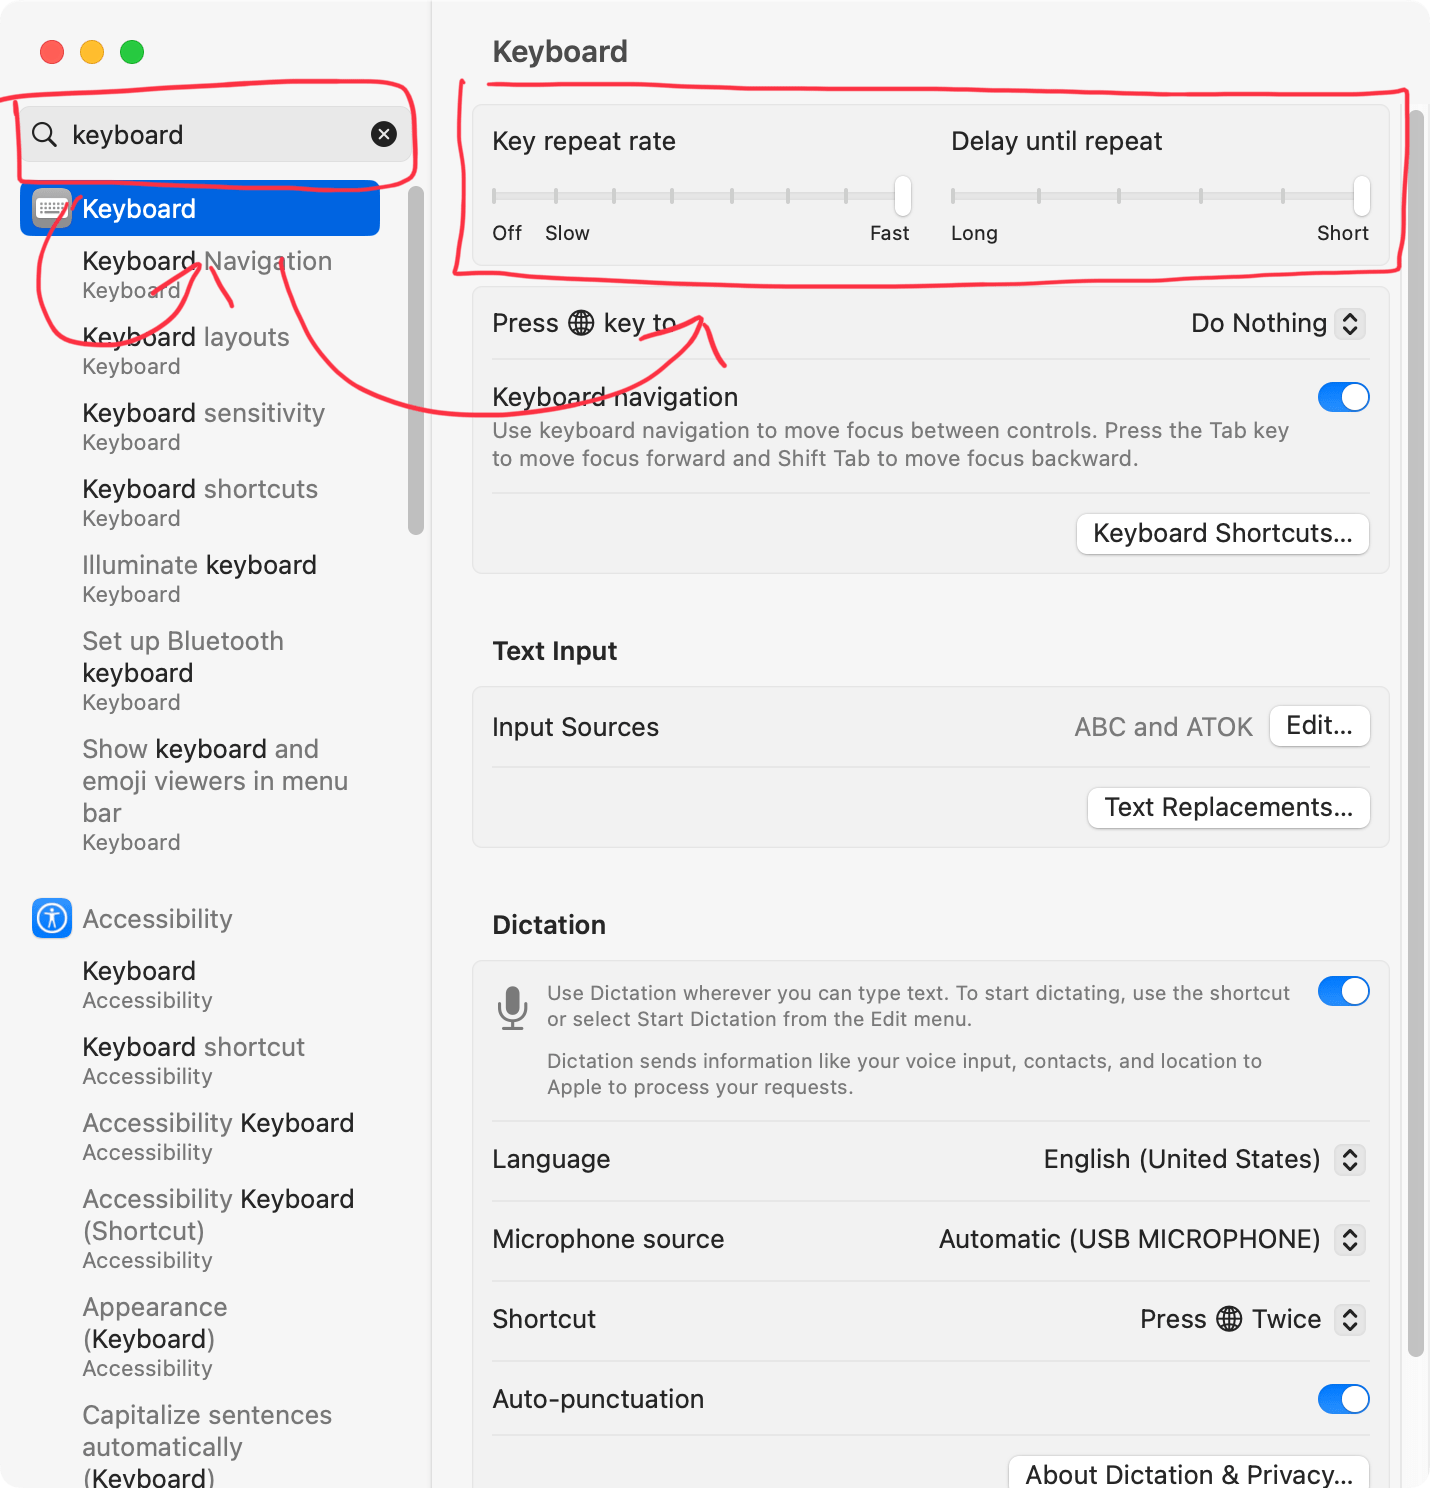 keyboard
Keyboard
Keyboard Navigation
Keyboard
Keyboard layouts
Keyboard
Keyboard sensitivity
Keyboard
Keyboard shortcuts
Keyboard
Illuminate keyboard
Keyboard
Set up Bluetooth
keyboard
Keyboard
Show keyboard and
emoji viewers in menu
bar
Keyboard
Accessibility
Keyboard
Accessibility
Keyboard shortcut
Accessibility
Accessibility Keyboard
Accessibility
Accessibility Keyboard
(Shortcut)
Accessibility
Appearance
(Keyboard)
Accessibility
Capitalize sentences
automatically
(Keyboard)
Keyboard
Key repeat rate
Off Slow Fast
Delay until repeat
Long Short
Press 🌐 key to Do Nothing
Keyboard navigation
Use keyboard navigation to move focus between controls. Press the Tab key
to move focus forward and Shift Tab to move focus backward.
Keyboard Shortcuts...
Text Input
Input Sources ABC and ATOK Edit...
Text Replacements...
Dictation
Use Dictation wherever you can type text. To start dictating, use the shortcut
or select Start Dictation from the Edit menu.
Dictation sends information like your voice input, contacts, and location to
Apple to process your requests.
Language English (United States)
Microphone source Automatic (USB MICROPHONE)
Shortcut Press 🌐 Twice
Auto-punctuation
About Dictation & Privacy...